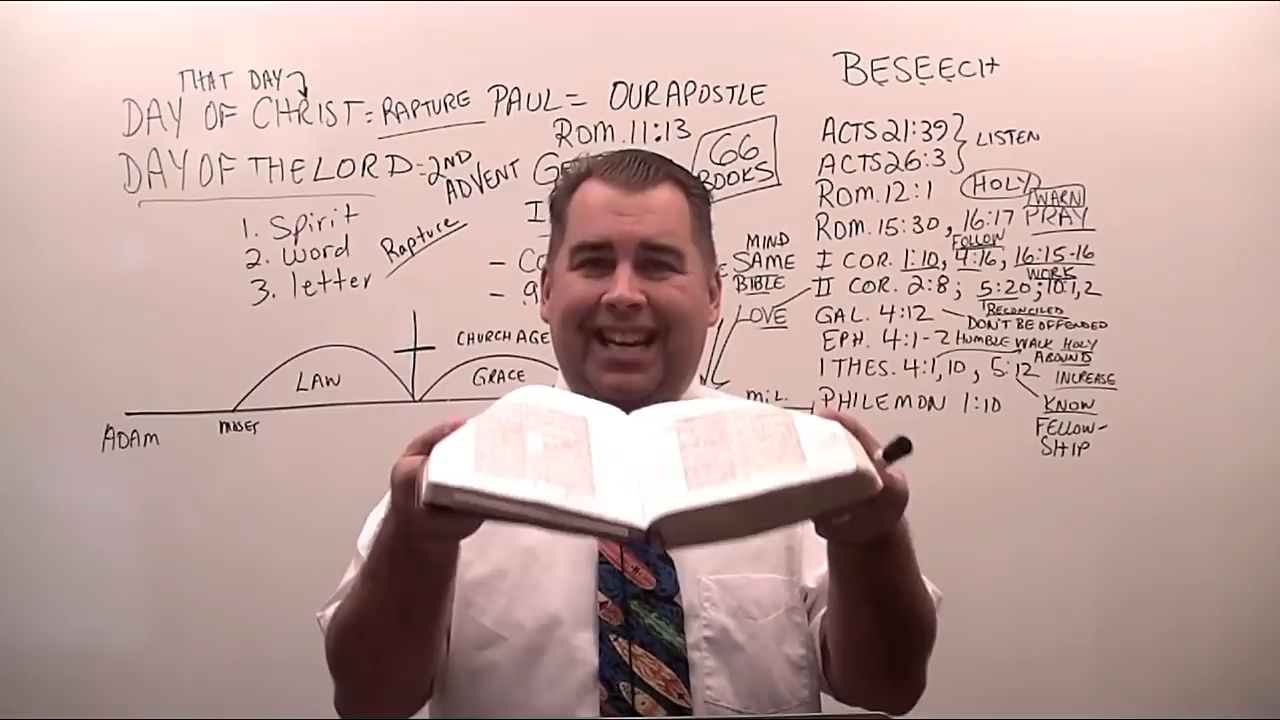 THAT DAY
DAY OF CHRIST = RAPTURE
DAY OF THE LORD = 2ND ADVENT
1. Spirit
2. word
3. letter
Rapture
PAUL = OUR APOSTLE
ROM. 11:13
66 BOOKS
MIND
SAME
BIBLE
LOVE
LAW
CHURCH AGE
GRACE
mil.
ADAM
moses
BESEECH
ACTS 21:39 } LISTEN
ACTS 26:3
ROM. 12:1 HOLY
WARN
ROM. 15:30, 16:17 PRAY
FOLLOW
I COR. 1:10, 4:16, 16:15-16
WORK
II COR. 2:8; 5:20; 10:1,2
RECONCILED
GAL. 4:12 DON'T BE OFFENDED
EPH. 4:1-2 HUMBLE WALK HOLY
ABOUND
1 THES. 4:1,10, 5:12 INCREASE
PHILEMON 1:10 KNOW
FELLOW-
SHIP